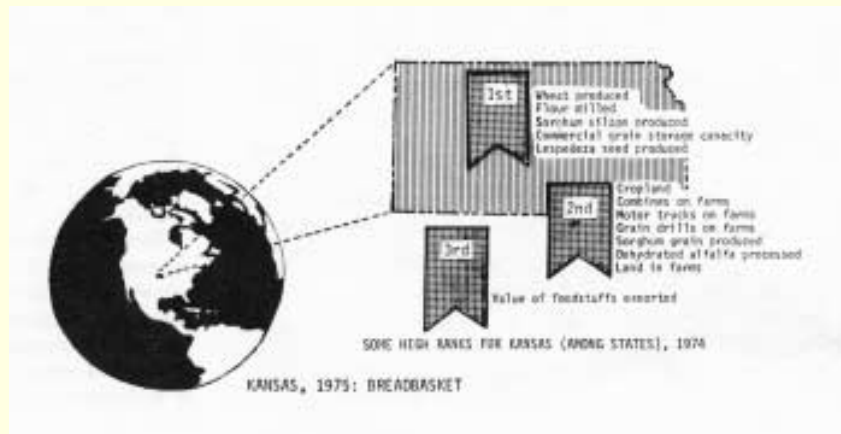 1st
Wheat produced
Flour milled
Sorghum silage produced
Commercial grain storage capacity
Lespedeza seed produced
2nd
Cropland
Combines on farms
Motor trucks on farms
Grain drills on farms
Sorghum grain produced
Dehydrated alfalfa processed
Land in farms
3rd
Value of foodstuffs exported
SOME HIGH RANKS FOR KANSAS (AMONG STATES), 1974
KANSAS, 1975: BREADBASKET